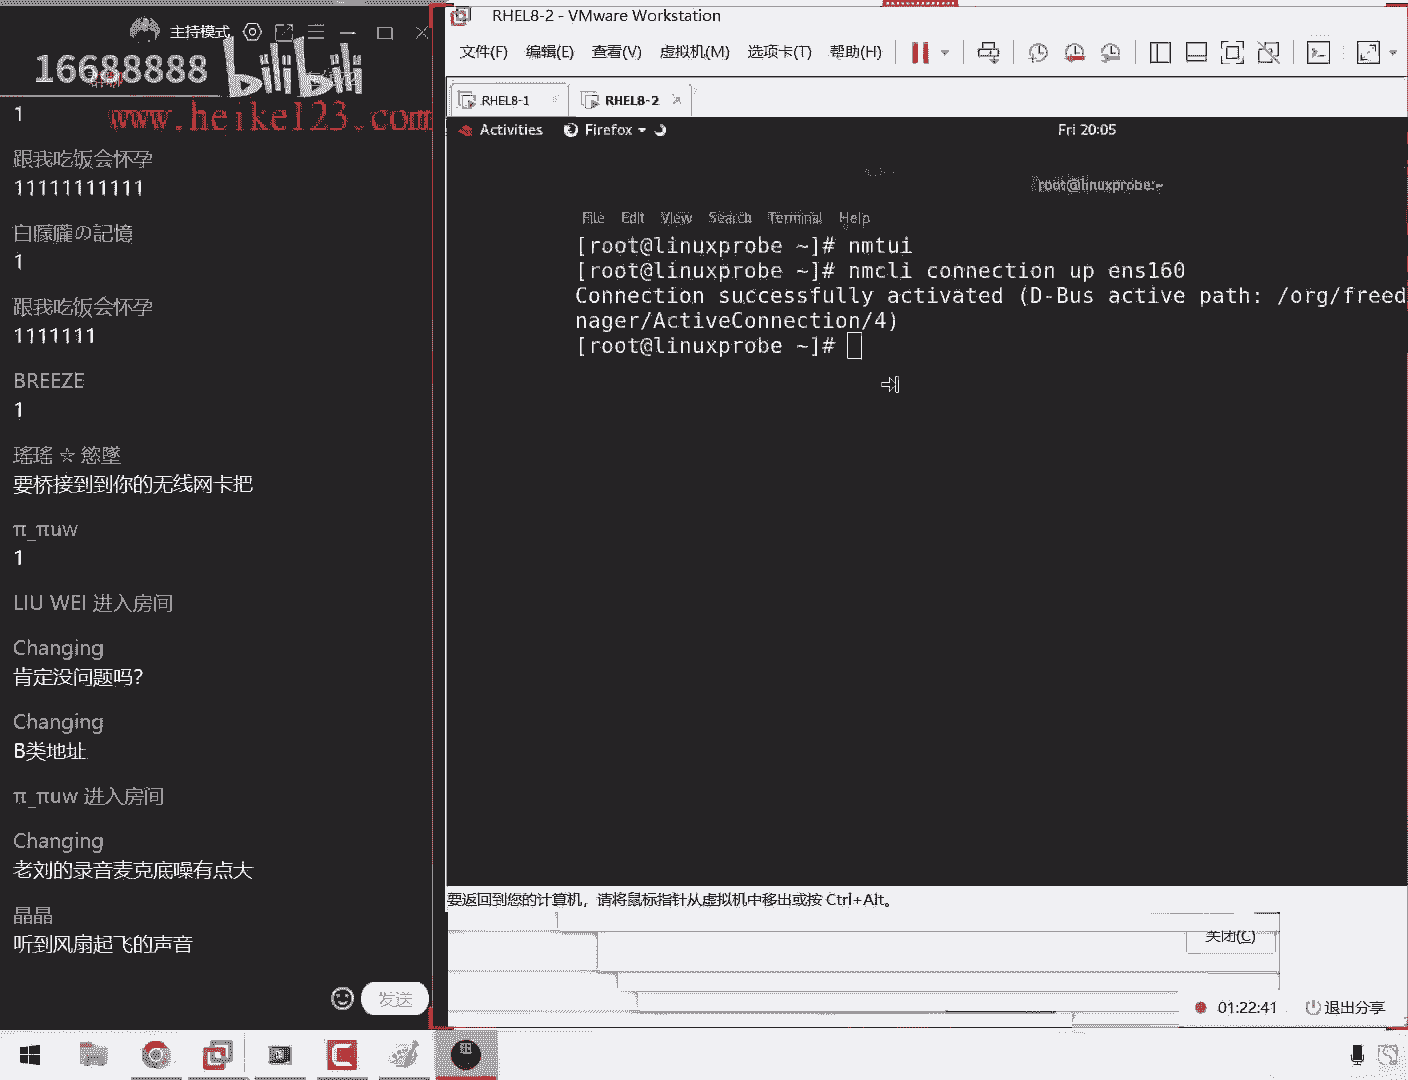 主持模式
16688888
bilibili
www.heike123.com
1
跟我吃饭会怀孕
11111111111
白朦朧の記憶
1
跟我吃饭会怀孕
1111111
BREEZE
1
瑤瑤 ☆ 慾墜
要桥接到到你的无线网卡把
π_πuw
1
LIU WEI 进入房间
Changing
肯定没问题吗?
Changing
B类地址
π_πuw 进入房间
Changing
老刘的录音麦克底噪有点大
晶晶
听到风扇起飞的声音
发送
RHEL8-2 - VMware Workstation
文件(F) 编辑(E) 查看(V) 虚拟机(M) 选项卡(T) 帮助(H)
RHEL8-1 RHEL8-2
Activities Firefox Fri 20:05
root@linuxprobe:~
File Edit View Search Terminal Help
[root@linuxprobe ~]# nmtui
[root@linuxprobe ~]# nmcli connection up ens160
Connection successfully activated (D-Bus active path: /org/freed
nager/ActiveConnection/4)
[root@linuxprobe ~]#
要返回到您的计算机，请将鼠标指针从虚拟机中移出或按 Ctrl+Alt。
关闭(C)
01:22:41 退出分享